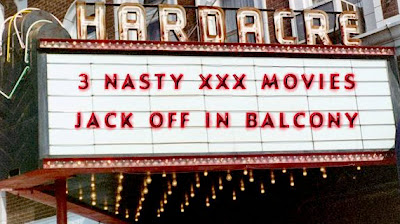 HARDACRE
3 NASTY XXX MOVIES
JACK OFF IN BALCONY